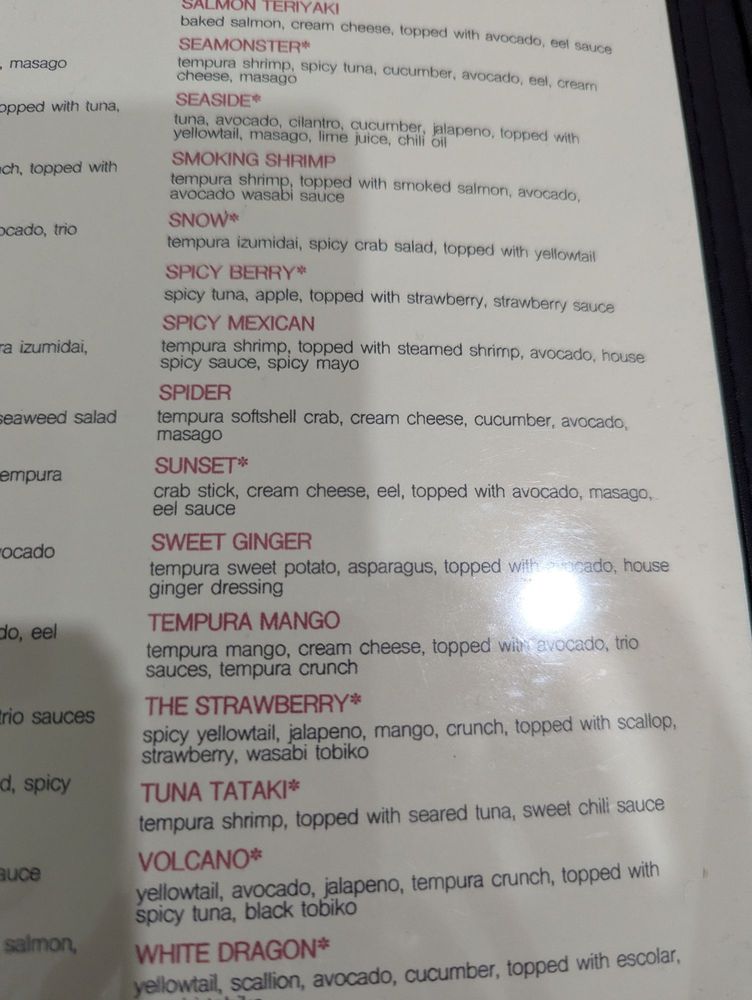 SALMON TERIYAKI
baked salmon, cream cheese, topped with avocado, eel sauce
SEAMONSTER*
tempura shrimp, spicy tuna, cucumber, avocado, eel, cream
cheese, masago
SEASIDE*
tuna, avocado, cilantro, cucumber, jalapeno, topped with
yellowtail, masago, lime juice, chili oil
SMOKING SHRIMP
tempura shrimp, topped with smoked salmon, avocado,
avocado wasabi sauce
SNOW*
tempura izumidai, spicy crab salad, topped with yellowtail
SPICY BERRY*
spicy tuna, apple, topped with strawberry, strawberry sauce
SPICY MEXICAN
tempura shrimp, topped with steamed shrimp, avocado, house
spicy sauce, spicy mayo
SPIDER
tempura softshell crab, cream cheese, cucumber, avocado,
masago
SUNSET*
crab stick, cream cheese, eel, topped with avocado, masago,
eel sauce
SWEET GINGER
tempura sweet potato, asparagus, topped with avocado, house
ginger dressing
TEMPURA MANGO
tempura mango, cream cheese, topped with avocado, trio
sauces, tempura crunch
THE STRAWBERRY*
spicy yellowtail, jalapeno, mango, crunch, topped with scallop,
strawberry, wasabi tobiko
TUNA TATAKI*
tempura shrimp, topped with seared tuna, sweet chili sauce
VOLCANO*
yellowtail, avocado, jalapeno, tempura crunch, topped with
spicy tuna, black tobiko
WHITE DRAGON*
yellowtail, scallion, avocado, cucumber, topped with escolar,
, masago
opped with tuna,
ch, topped with
ocado, trio
ra izumidai,
seaweed salad
empura
vocado
do, eel
trio sauces
d, spicy
auce
salmon,